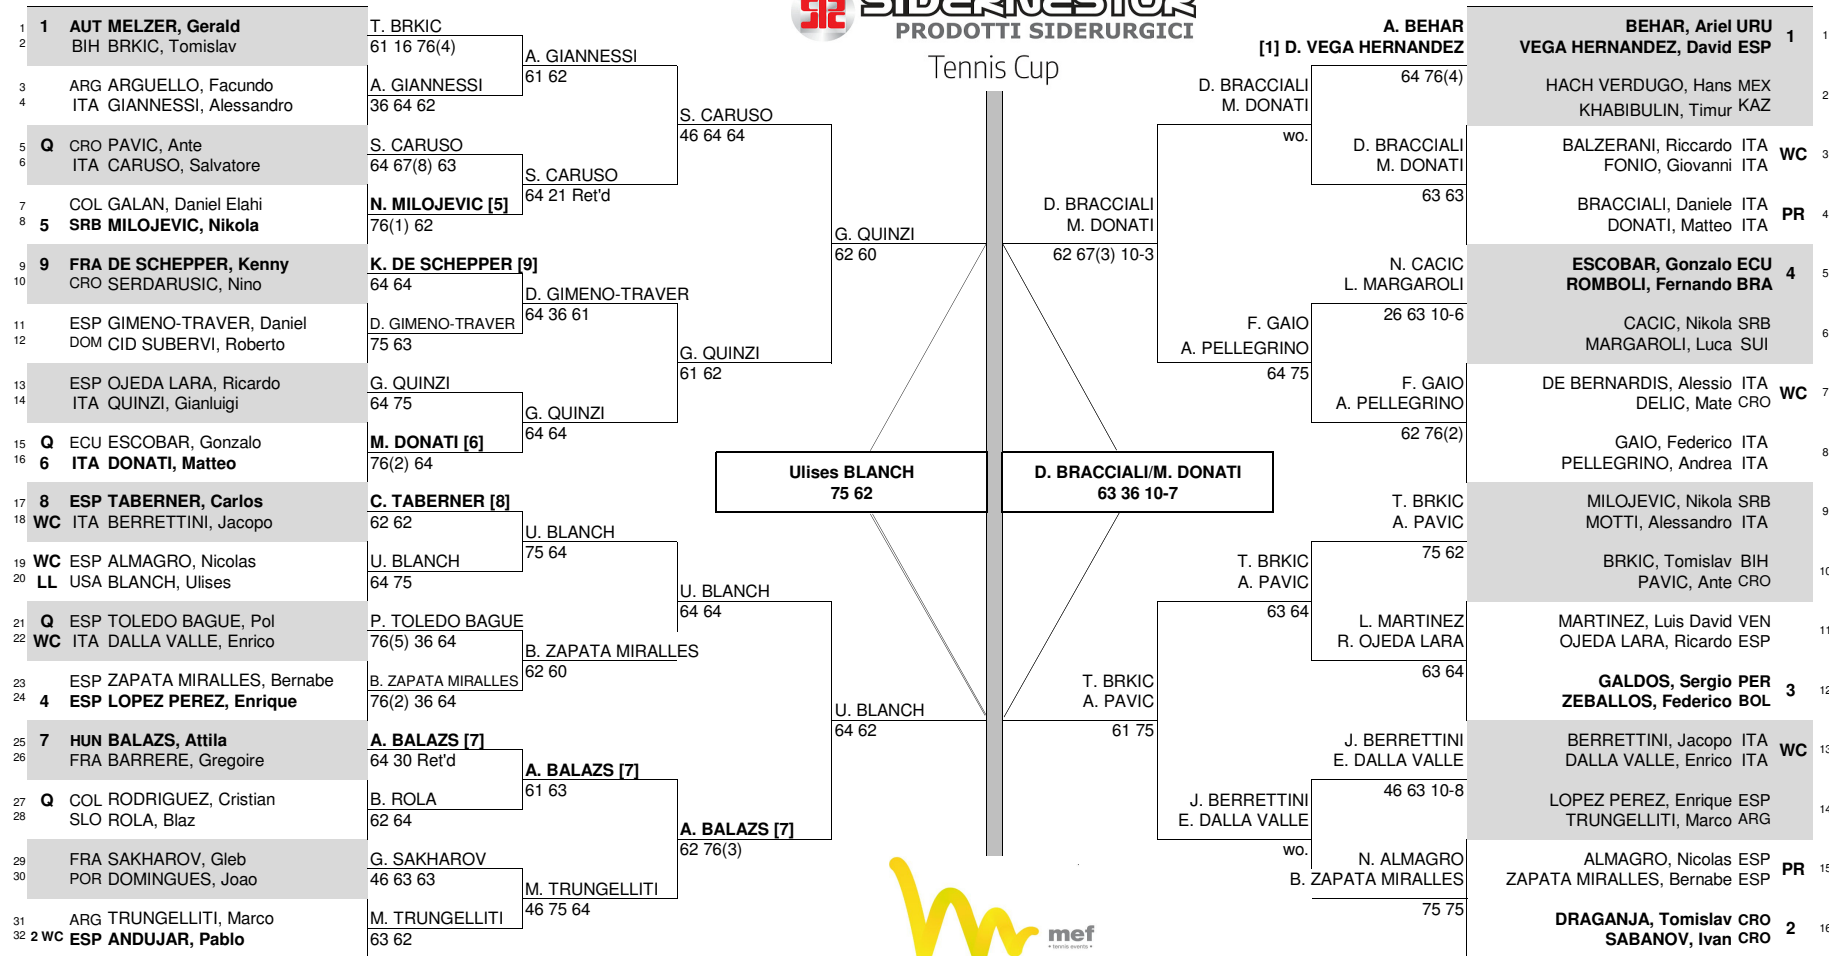 SIDERNESTOR
PRODOTTI SIDERURGICI
Tennis Cup
1 1 AUT MELZER, Gerald
2 BIH BRKIC, Tomislav
3 ARG ARGUELLO, Facundo
4 ITA GIANNESSI, Alessandro
5 Q CRO PAVIC, Ante
6 ITA CARUSO, Salvatore
7 COL GALAN, Daniel Elahi
8 5 SRB MILOJEVIC, Nikola
9 9 FRA DE SCHEPPER, Kenny
10 CRO SERDARUSIC, Nino
11 ESP GIMENO-TRAVER, Daniel
12 DOM CID SUBERVI, Roberto
13 ESP OJEDA LARA, Ricardo
14 ITA QUINZI, Gianluigi
15 Q ECU ESCOBAR, Gonzalo
16 6 ITA DONATI, Matteo
17 8 ESP TABERNER, Carlos
18 WC ITA BERRETTINI, Jacopo
19 WC ESP ALMAGRO, Nicolas
20 LL USA BLANCH, Ulises
21 Q ESP TOLEDO BAGUE, Pol
22 WC ITA DALLA VALLE, Enrico
23 ESP ZAPATA MIRALLES, Bernabe
24 4 ESP LOPEZ PEREZ, Enrique
25 7 HUN BALAZS, Attila
26 FRA BARRERE, Gregoire
27 Q COL RODRIGUEZ, Cristian
28 SLO ROLA, Blaz
29 FRA SAKHAROV, Gleb
30 POR DOMINGUES, Joao
31 ARG TRUNGELLITI, Marco
32 2 WC ESP ANDUJAR, Pablo
T. BRKIC
61 16 76(4)
A. GIANNESSI
36 64 62
S. CARUSO
64 67(8) 63
N. MILOJEVIC [5]
76(1) 62
K. DE SCHEPPER [9]
64 64
D. GIMENO-TRAVER
75 63
G. QUINZI
64 75
M. DONATI [6]
76(2) 64
C. TABERNER [8]
62 62
U. BLANCH
64 75
P. TOLEDO BAGUE
76(5) 36 64
B. ZAPATA MIRALLES
76(2) 36 64
A. BALAZS [7]
64 30 Ret'd
B. ROLA
62 64
G. SAKHAROV
46 63 63
M. TRUNGELLITI
63 62
A. GIANNESSI
61 62
S. CARUSO
64 21 Ret'd
D. GIMENO-TRAVER
64 36 61
G. QUINZI
64 64
U. BLANCH
75 64
B. ZAPATA MIRALLES
62 60
A. BALAZS [7]
61 63
M. TRUNGELLITI
46 75 64
S. CARUSO
46 64 64
G. QUINZI
61 62
U. BLANCH
64 64
A. BALAZS [7]
62 76(3)
G. QUINZI
62 60
U. BLANCH
64 62
Ulises BLANCH
75 62
D. BRACCIALI/M. DONATI
63 36 10-7
D. BRACCIALI
M. DONATI
62 67(3) 10-3
T. BRKIC
A. PAVIC
61 75
D. BRACCIALI
M. DONATI
wo.
F. GAIO
A. PELLEGRINO
64 75
T. BRKIC
A. PAVIC
63 64
J. BERRETTINI
E. DALLA VALLE
wo.
A. BEHAR
[1] D. VEGA HERNANDEZ
64 76(4)
D. BRACCIALI
M. DONATI
63 63
N. CACIC
L. MARGAROLI
26 63 10-6
F. GAIO
A. PELLEGRINO
62 76(2)
T. BRKIC
A. PAVIC
75 62
L. MARTINEZ
R. OJEDA LARA
63 64
J. BERRETTINI
E. DALLA VALLE
46 63 10-8
N. ALMAGRO
B. ZAPATA MIRALLES
75 75
BEHAR, Ariel URU
VEGA HERNANDEZ, David ESP 1 1
HACH VERDUGO, Hans MEX
KHABIBULIN, Timur KAZ 2
BALZERANI, Riccardo ITA
FONIO, Giovanni ITA WC 3
BRACCIALI, Daniele ITA
DONATI, Matteo ITA PR 4
ESCOBAR, Gonzalo ECU
ROMBOLI, Fernando BRA 4 5
CACIC, Nikola SRB
MARGAROLI, Luca SUI 6
DE BERNARDIS, Alessio ITA
DELIC, Mate CRO WC 7
GAIO, Federico ITA
PELLEGRINO, Andrea ITA 8
MILOJEVIC, Nikola SRB
MOTTI, Alessandro ITA 9
BRKIC, Tomislav BIH
PAVIC, Ante CRO 10
MARTINEZ, Luis David VEN
OJEDA LARA, Ricardo ESP 11
GALDOS, Sergio PER
ZEBALLOS, Federico BOL 3 12
BERRETTINI, Jacopo ITA
DALLA VALLE, Enrico ITA WC 13
LOPEZ PEREZ, Enrique ESP
TRUNGELLITI, Marco ARG 14
ALMAGRO, Nicolas ESP
ZAPATA MIRALLES, Bernabe ESP PR 15
DRAGANJA, Tomislav CRO
SABANOV, Ivan CRO 2 16
mef
tennis events